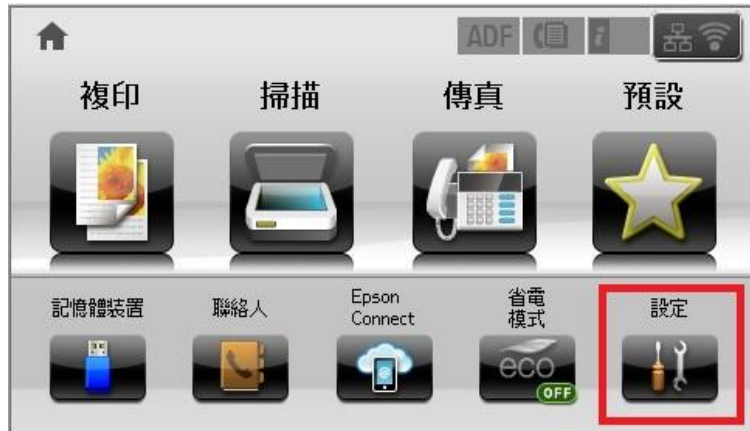 ADF
i
複印
掃描
傳真
預設
記憶體裝置
聯絡人
Epson
Connect
省電
模式
設定
@
eco
OFF